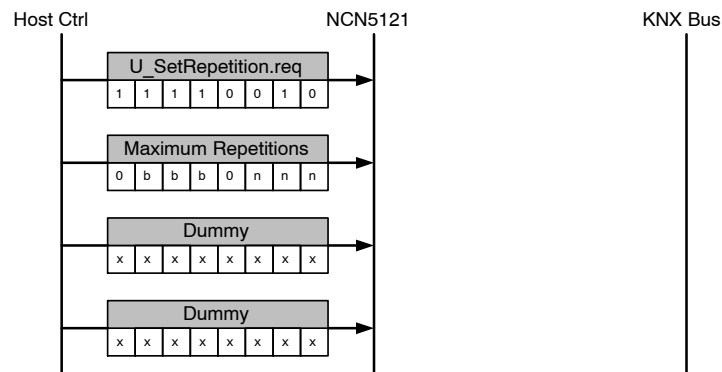 Host Ctrl NCN5121 KNX Bus
U_SetRepetition.req
1 1 1 1 0 0 1 0
Maximum Repetitions
0 b b b 0 n n n
Dummy
x x x x x x x x
Dummy
x x x x x x x x